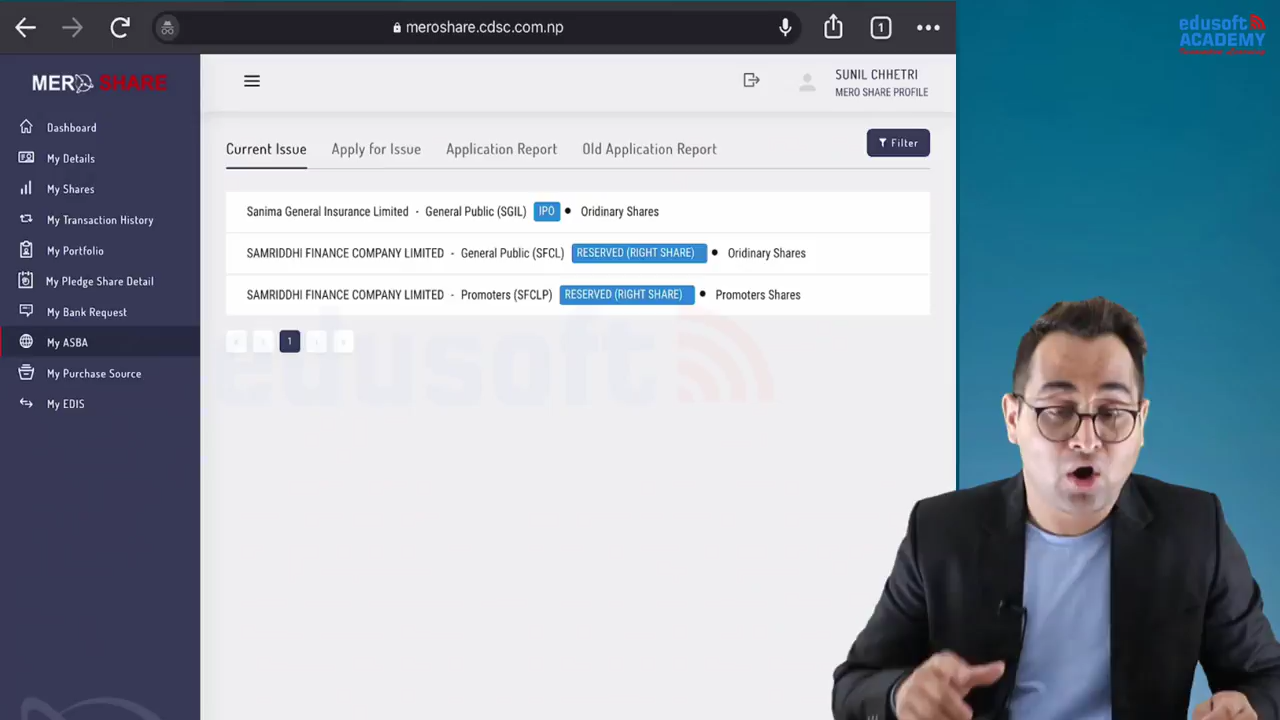 meroshare.cdsc.com.np
1
edusoft
ACADEMY
MERO SHARE
SUNIL CHHETRI
MERO SHARE PROFILE
Dashboard
My Details
My Shares
My Transaction History
My Portfolio
My Pledge Share Detail
My Bank Request
My ASBA
My Purchase Source
My EDIS
Current Issue Apply for Issue Application Report Old Application Report Filter
Sanima General Insurance Limited - General Public (SGIL) IPO • Oridinary Shares
SAMRIDDHI FINANCE COMPANY LIMITED - General Public (SFCL) RESERVED (RIGHT SHARE) • Oridinary Shares
SAMRIDDHI FINANCE COMPANY LIMITED - Promoters (SFCLP) RESERVED (RIGHT SHARE) • Promoters Shares
« ‹ 1 › »
edusoft